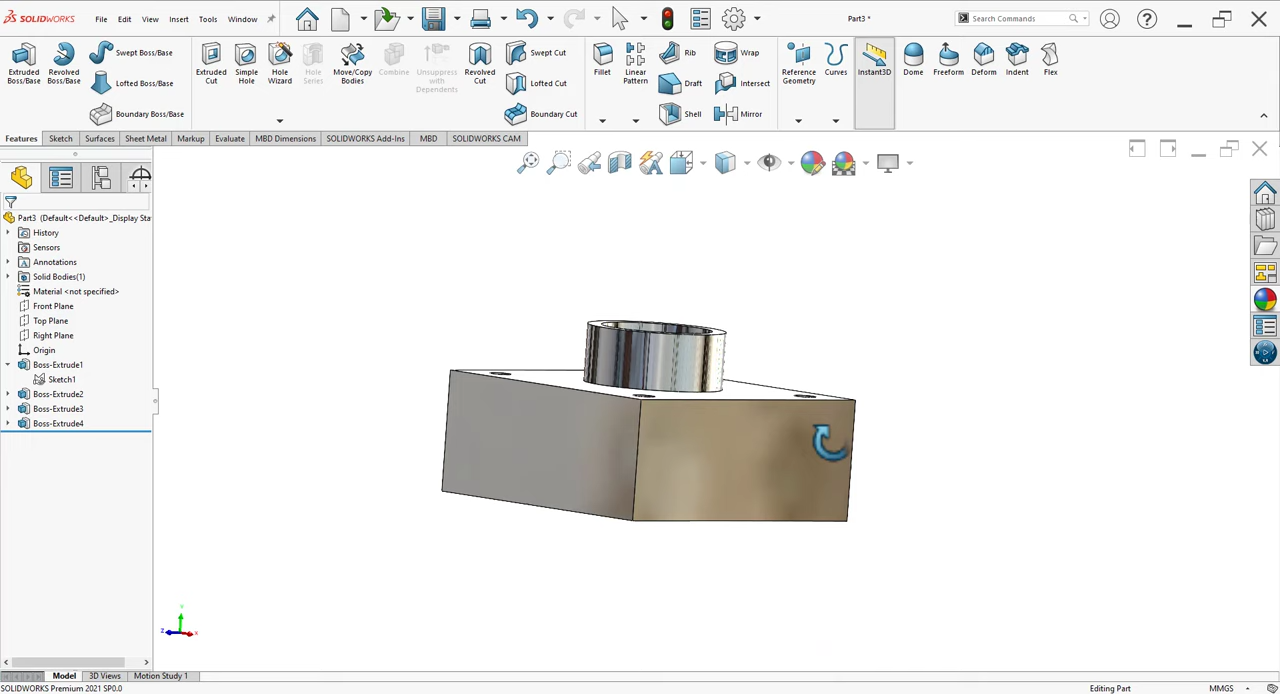 SOLIDWORKS File Edit View Insert Tools Window Part3 * Search Commands
Extruded Boss/Base
Revolved Boss/Base
Swept Boss/Base
Lofted Boss/Base
Boundary Boss/Base
Extruded Cut
Simple Hole
Hole Wizard
Hole Series
Move/Copy Bodies
Combine
Unsuppress with Dependents
Revolved Cut
Swept Cut
Lofted Cut
Boundary Cut
Fillet
Linear Pattern
Rib
Draft
Shell
Wrap
Intersect
Mirror
Reference Geometry
Curves
Instant3D
Dome
Freeform
Deform
Indent
Flex
Features Sketch Surfaces Sheet Metal Markup Evaluate MBD Dimensions SOLIDWORKS Add-Ins MBD SOLIDWORKS CAM
Part3 (Default<<Default>_Display Sta
History
Sensors
Annotations
Solid Bodies(1)
Material <not specified>
Front Plane
Top Plane
Right Plane
Origin
Boss-Extrude1
Sketch1
Boss-Extrude2
Boss-Extrude3
Boss-Extrude4
Y
Z X
Model 3D Views Motion Study 1
SOLIDWORKS Premium 2021 SP0.0 Editing Part MMGS